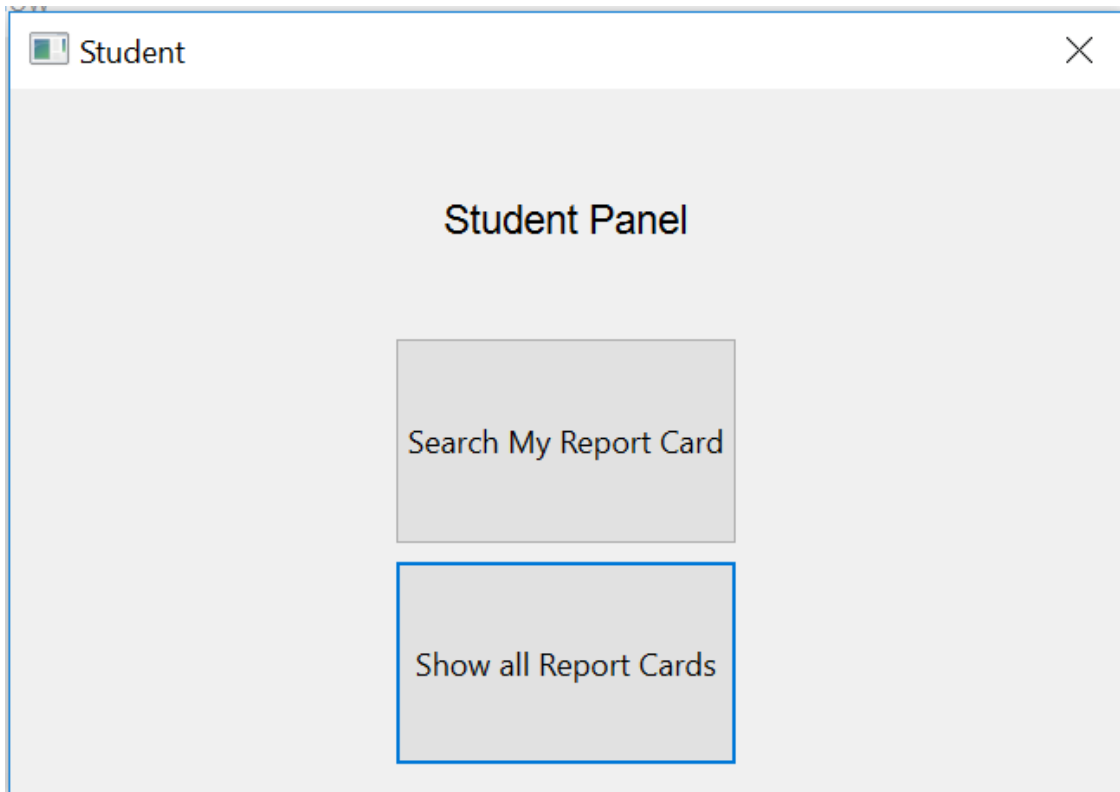 Student
Student Panel
Search My Report Card
Show all Report Cards